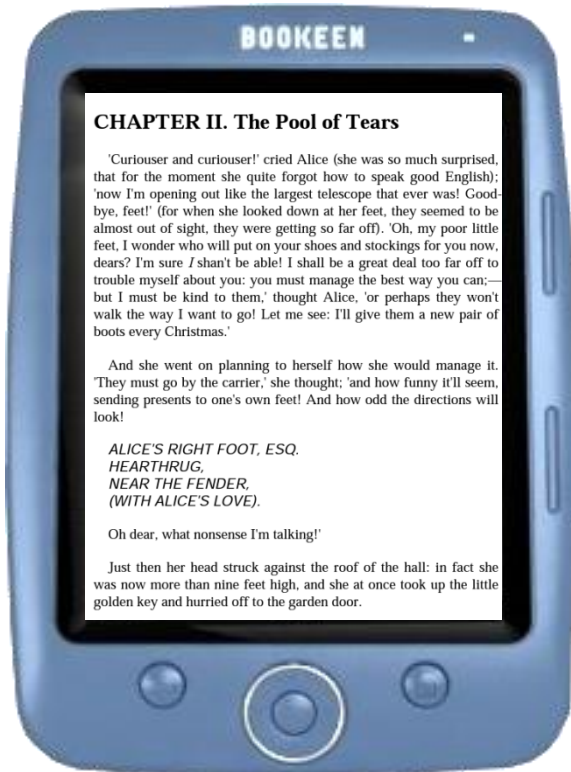 BOOKEEN
CHAPTER II. The Pool of Tears
'Curiouser and curiouser!' cried Alice (she was so much surprised,
that for the moment she quite forgot how to speak good English);
'now I'm opening out like the largest telescope that ever was! Good-
bye, feet!' (for when she looked down at her feet, they seemed to be
almost out of sight, they were getting so far off). 'Oh, my poor little
feet, I wonder who will put on your shoes and stockings for you now,
dears? I'm sure I shan't be able! I shall be a great deal too far off to
trouble myself about you: you must manage the best way you can;—
but I must be kind to them,' thought Alice, 'or perhaps they won't
walk the way I want to go! Let me see: I'll give them a new pair of
boots every Christmas.'
And she went on planning to herself how she would manage it.
'They must go by the carrier,' she thought; 'and how funny it'll seem,
sending presents to one's own feet! And how odd the directions will
look!
ALICE'S RIGHT FOOT, ESQ.
HEARTHRUG,
NEAR THE FENDER,
(WITH ALICE'S LOVE).
Oh dear, what nonsense I'm talking!'
Just then her head struck against the roof of the hall: in fact she
was now more than nine feet high, and she at once took up the little
golden key and hurried off to the garden door.